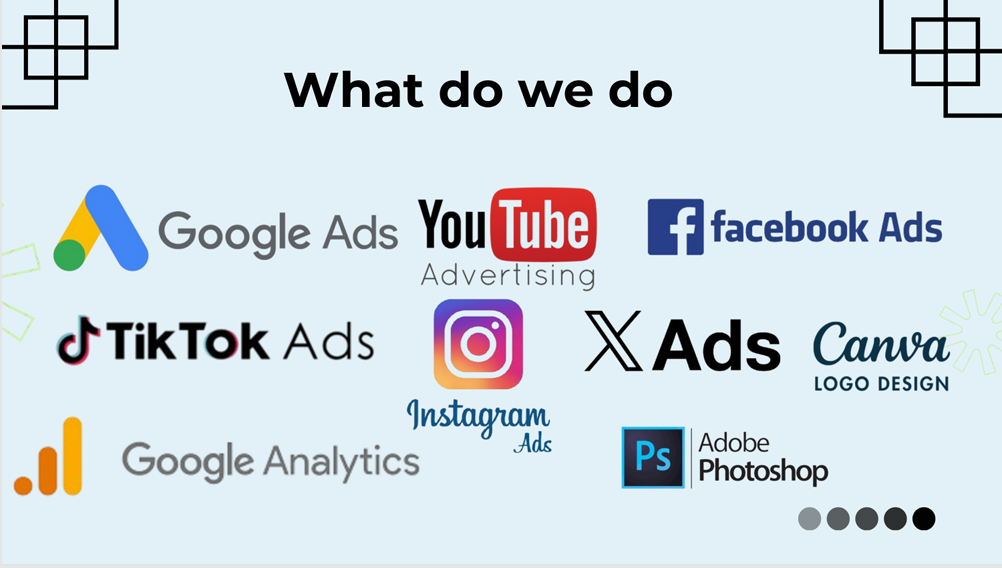 What do we do
Google Ads
YouTube
Advertising
facebook Ads
TikTok Ads
Instagram
Ads
X Ads
Canva
LOGO DESIGN
Google Analytics
Ps
Adobe
Photoshop